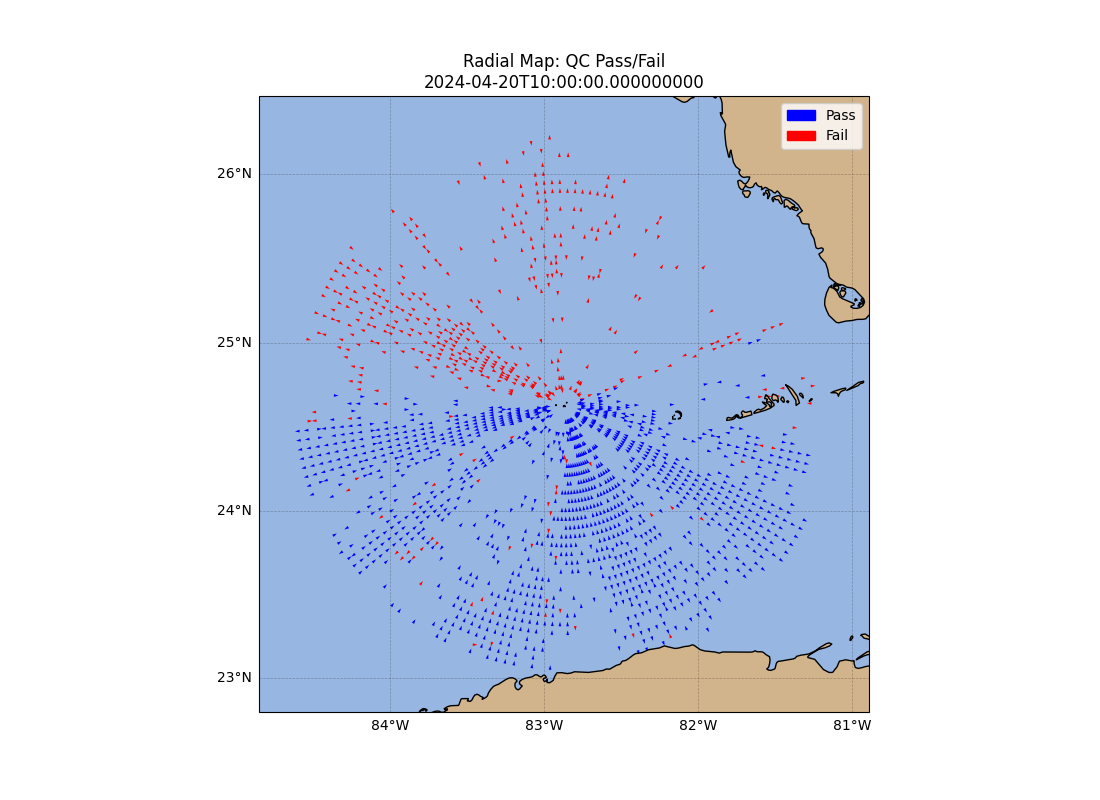 Radial Map: QC Pass/Fail
2024-04-20T10:00:00.000000000
Pass
Fail
26°N
25°N
24°N
23°N
84°W
83°W
82°W
81°W